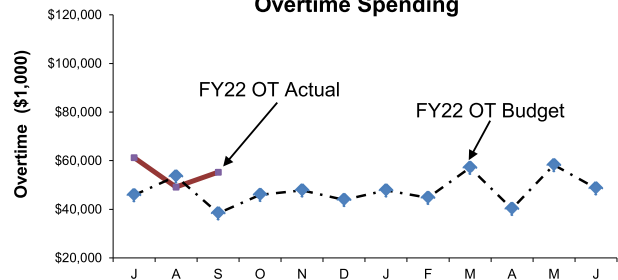 Overtime Spending
$120,000
$100,000
$80,000
$60,000
$40,000
$20,000
Overtime ($1,000)
FY22 OT Actual
FY22 OT Budget
J A S O N D J F M A M J